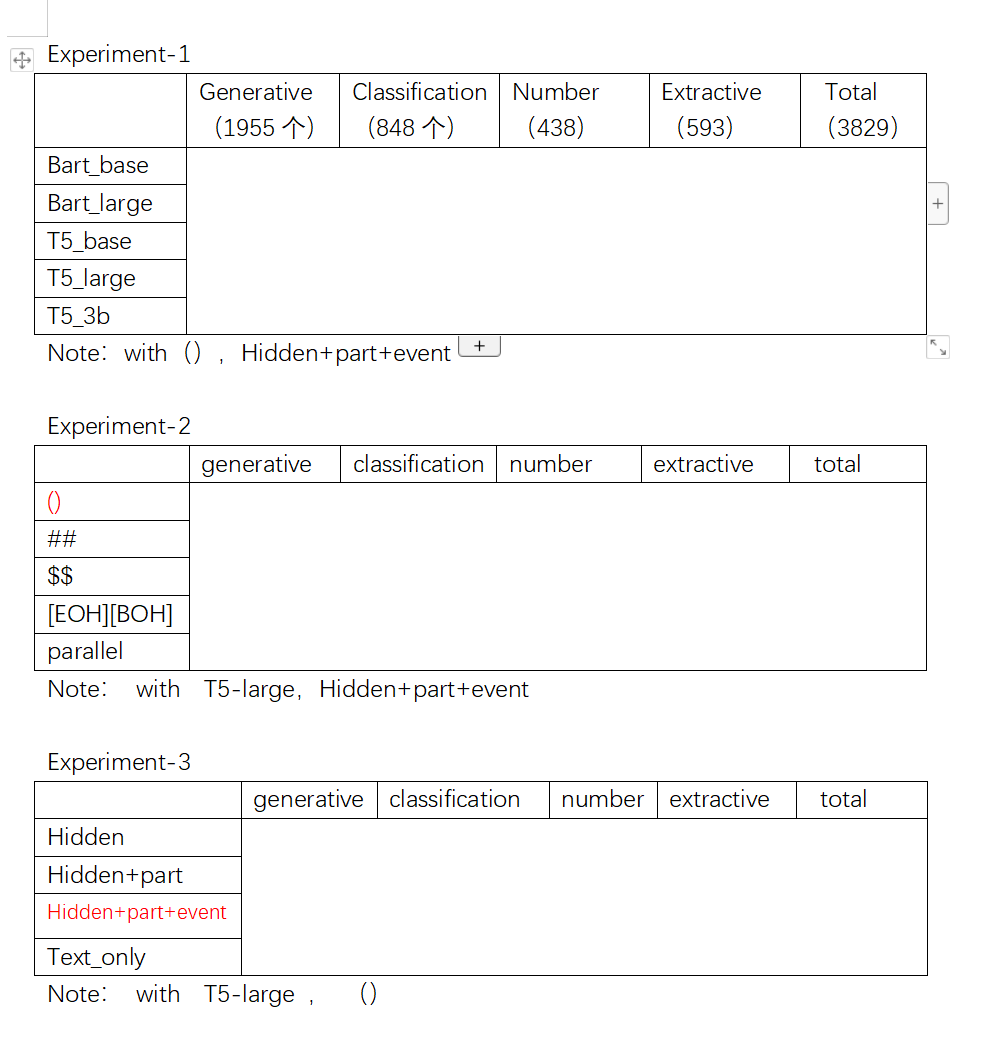 Experiment-1
Generative Classification Number Extractive Total
（1955 个） （848 个） （438） （593） （3829）
Bart_base
Bart_large
T5_base
T5_large
T5_3b
Note：with（），Hidden+part+event
Experiment-2
generative classification number extractive total
()
##
$$
[EOH][BOH]
parallel
Note： with T5-large，Hidden+part+event
Experiment-3
generative classification number extractive total
Hidden
Hidden+part
Hidden+part+event
Text_only
Note： with T5-large ， （）